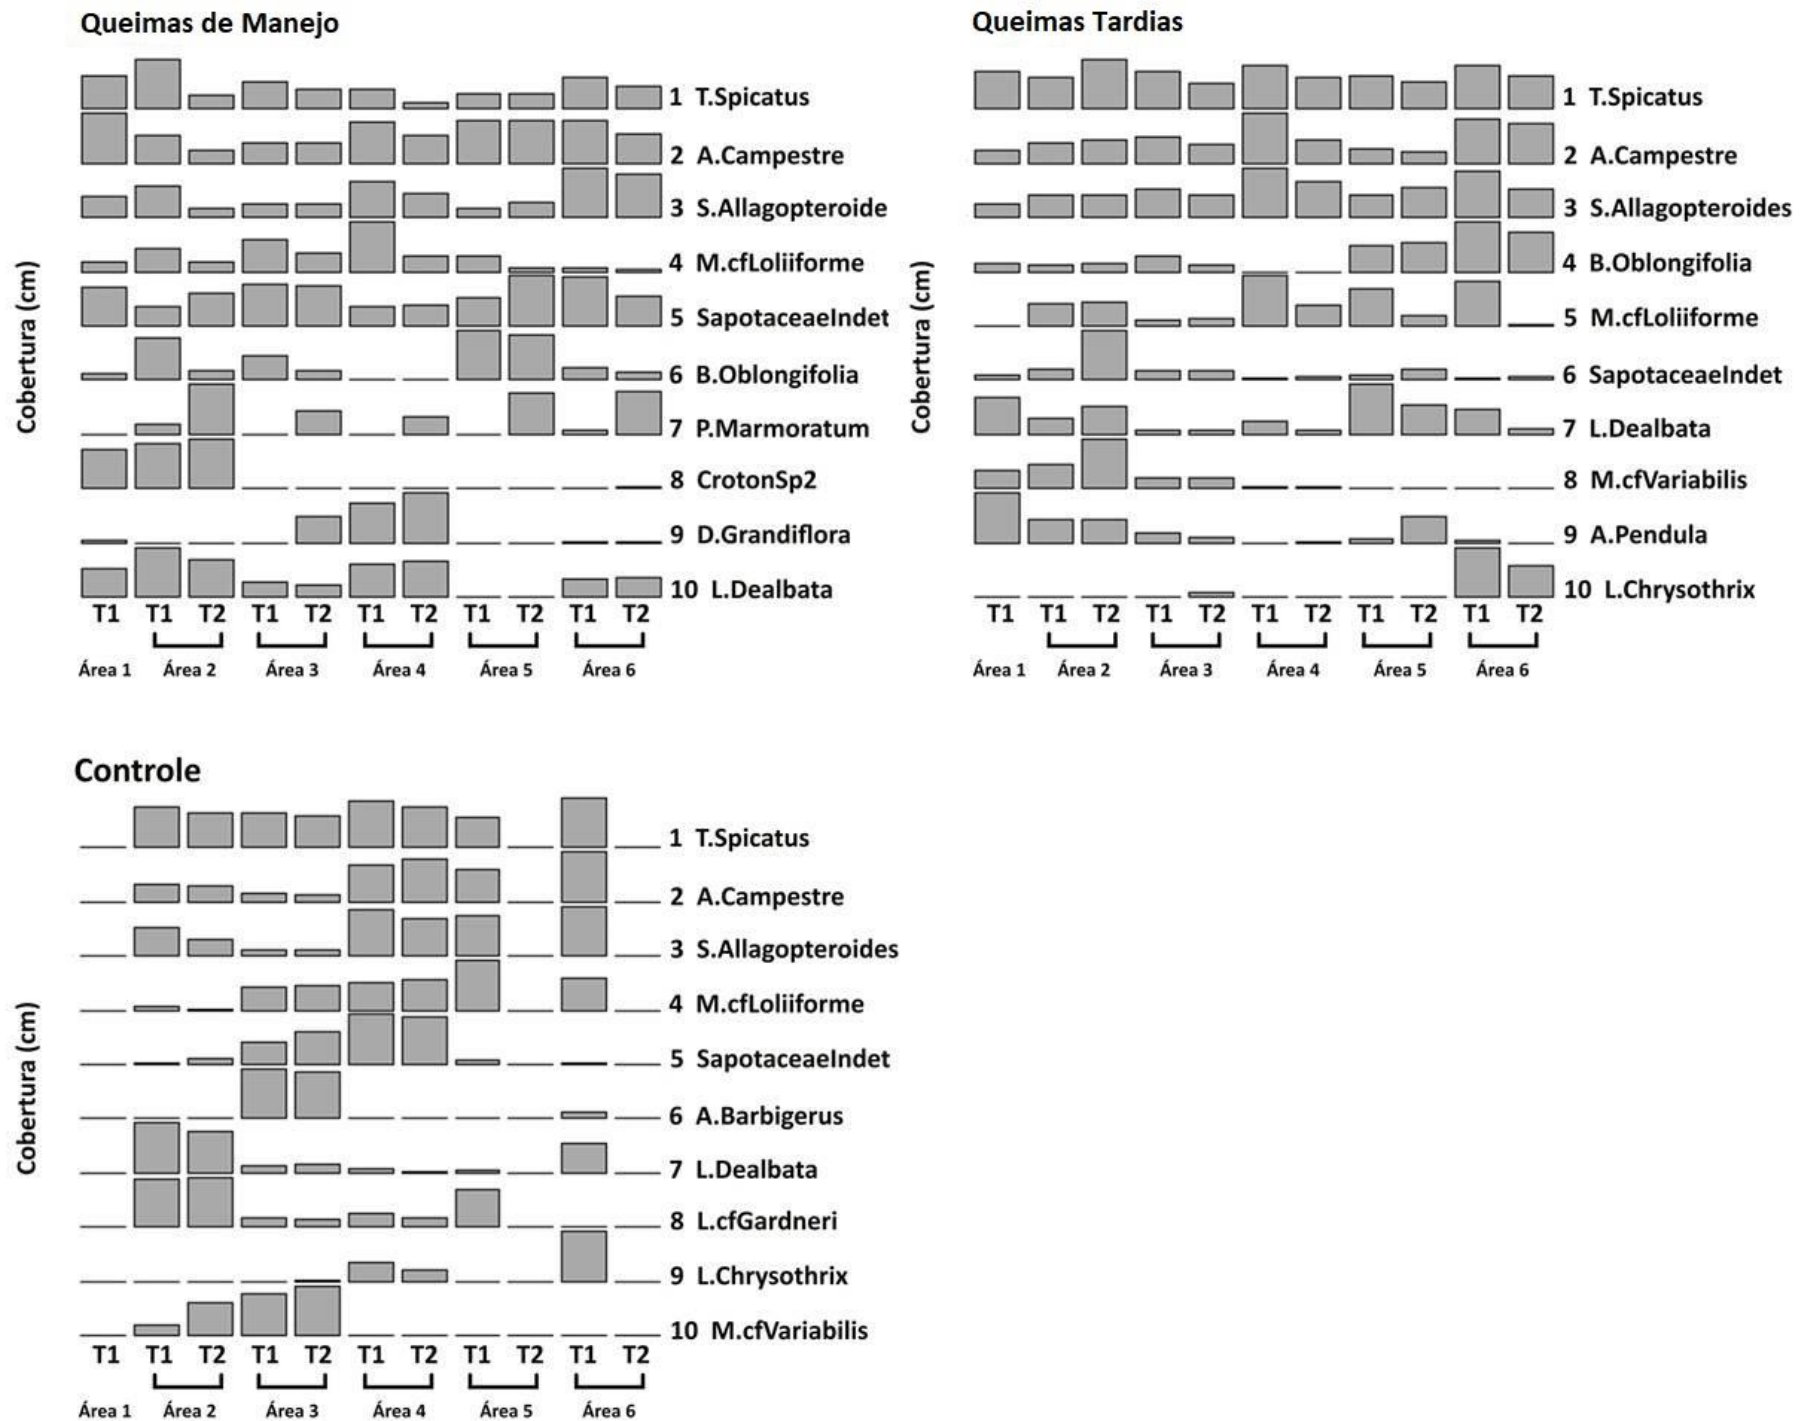 Queimas de Manejo
1 T.Spicatus
2 A.Campestre
3 S.Allagopteroide
4 M.cfLoliiforme
5 SapotaceaeIndet
6 B.Oblongifolia
7 P.Marmoratum
8 CrotonSp2
9 D.Grandiflora
10 L.Dealbata
Cobertura (cm)
T1 T1 T2 T1 T2 T1 T2 T1 T2 T1 T2
Área 1 Área 2 Área 3 Área 4 Área 5 Área 6
Queimas Tardias
1 T.Spicatus
2 A.Campestre
3 S.Allagopteroides
4 B.Oblongifolia
5 M.cfLoliiforme
6 SapotaceaeIndet
7 L.Dealbata
8 M.cfVariabilis
9 A.Pendula
10 L.Chrysothrix
Cobertura (cm)
T1 T1 T2 T1 T2 T1 T2 T1 T2 T1 T2
Área 1 Área 2 Área 3 Área 4 Área 5 Área 6
Controle
1 T.Spicatus
2 A.Campestre
3 S.Allagopteroides
4 M.cfLoliiforme
5 SapotaceaeIndet
6 A.Barbigerus
7 L.Dealbata
8 L.cfGardneri
9 L.Chrysothrix
10 M.cfVariabilis
Cobertura (cm)
T1 T1 T2 T1 T2 T1 T2 T1 T2 T1 T2
Área 1 Área 2 Área 3 Área 4 Área 5 Área 6